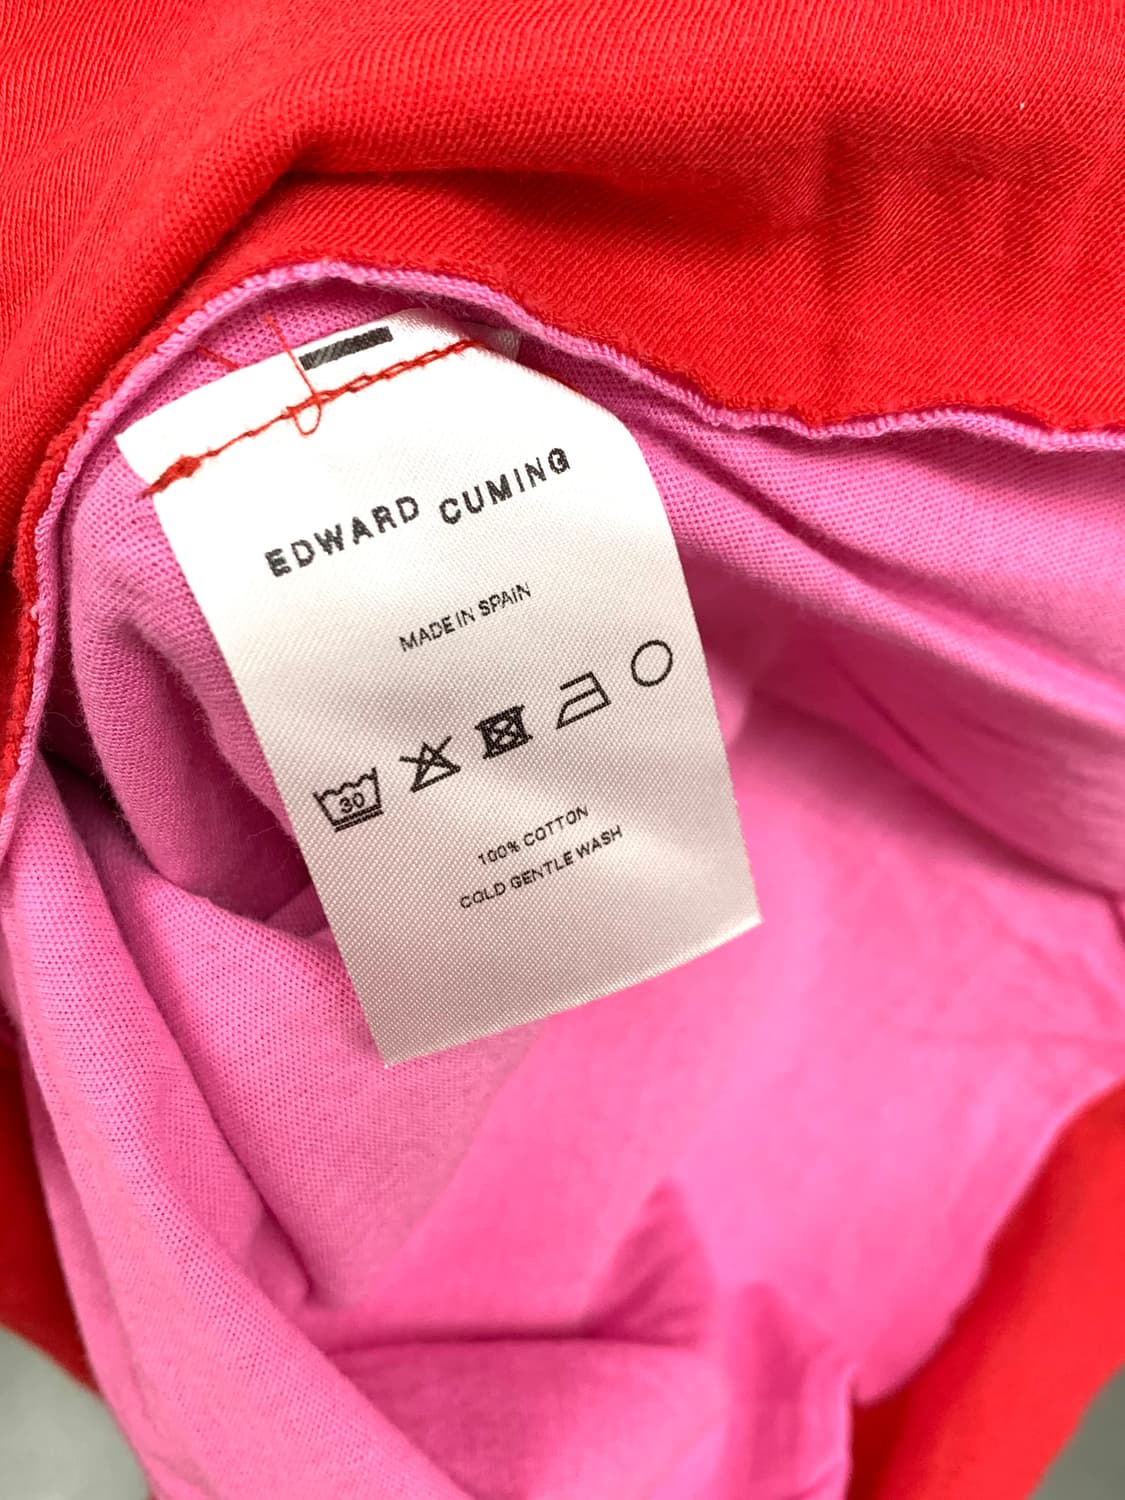 EDWARD CUMING
MADE IN SPAIN
30
100% COTTON
COLD GENTLE WASH